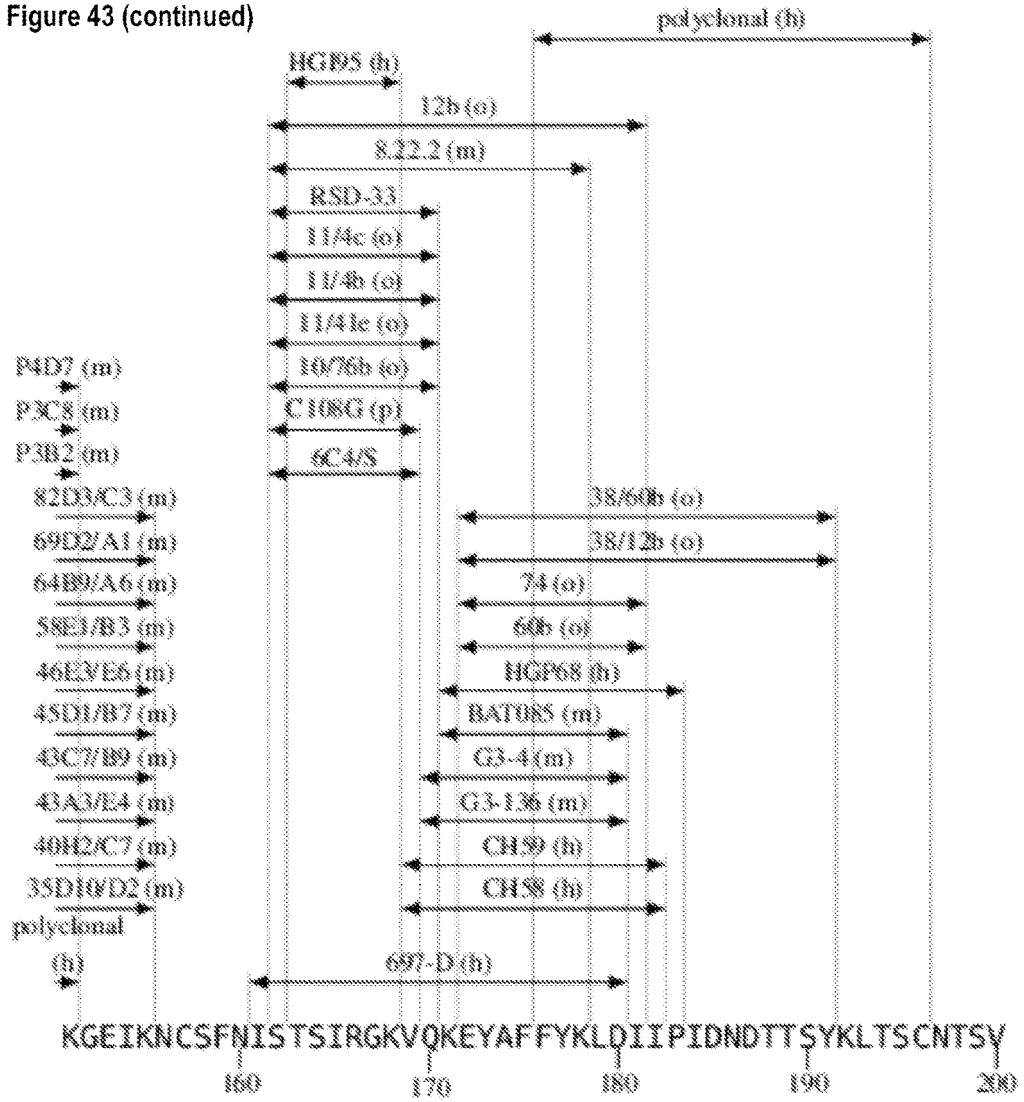 Figure 43 (continued)
polyclonal (h)
HGI95 (h)
12b (o)
8.22.2 (m)
RSD-33
11/4c (o)
11/4b (o)
11/41e (o)
P4D7 (m)
10/76b (o)
P3C8 (m)
C108G (p)
P3B2 (m)
6C4/S
82D3/C3 (m)
38/60b (o)
69D2/A1 (m)
38/12b (o)
64B9/A6 (m)
74 (o)
58E1/B3 (m)
60b (o)
46E3/E6 (m)
HGP68 (h)
45D1/B7 (m)
BAT085 (m)
43C7/B9 (m)
G3-4 (m)
43A3/E4 (m)
G3-136 (m)
40H2/C7 (m)
CH59 (h)
35D10/D2 (m)
CH58 (h)
polyclonal
(h)
697-D (h)
KGEIKNCSFNISTSIRGKVQKEYAFFYKLDIIPIDNDTTSYKLTSCNTSV
160
170
180
190
200